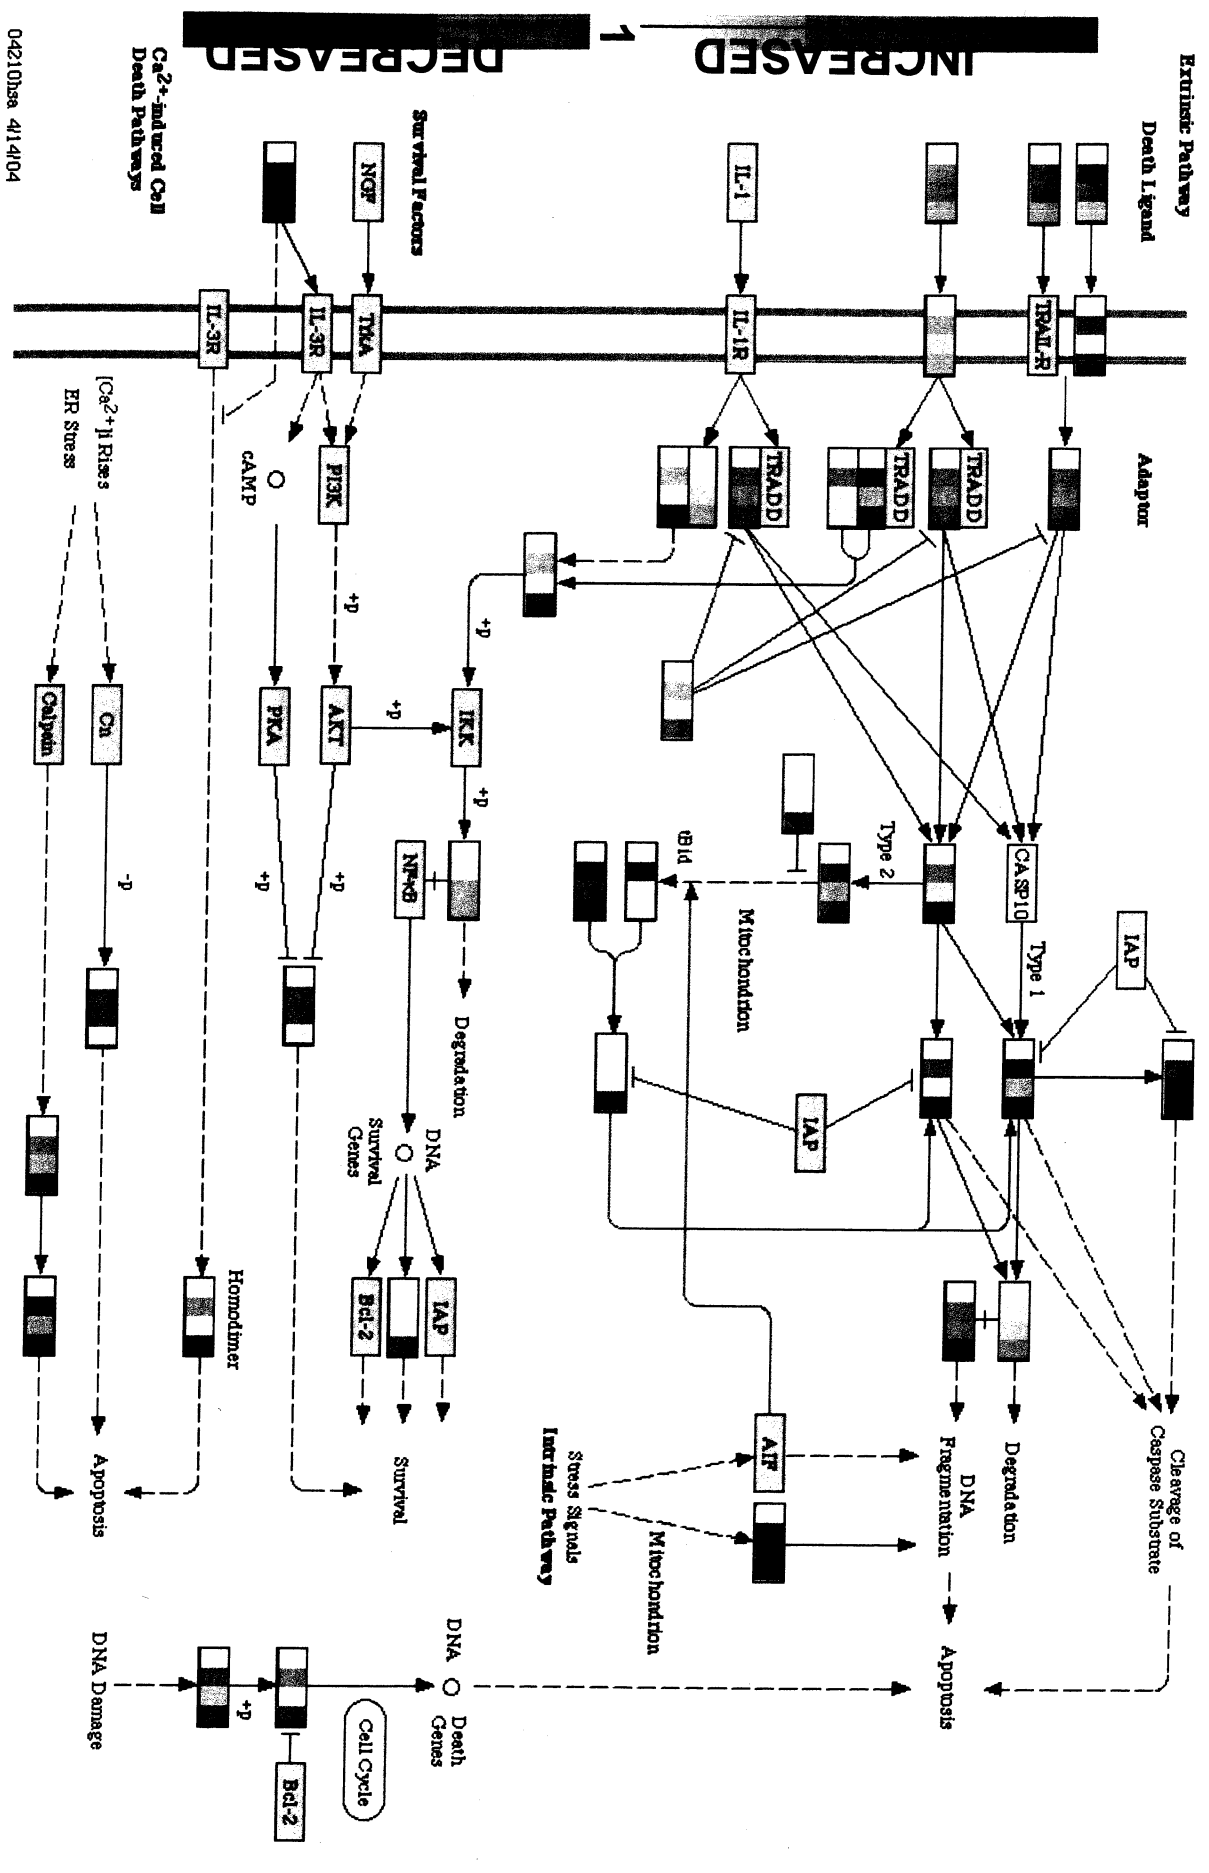 Extrinsic Pathway
Death Ligand
Adaptor
INCREASED
1
DECREASED
TRAIL-R
IL-1
IL-1R
TRADD
TRADD
TRADD
CASP10
Type 1
Type 2
IAP
IAP
tBid
Mitochondrion
Cleavage of
Caspase Substrate
Degradation
DNA
Fragmentation
Apoptosis
AIF
Mitochondrion
Stress Signals
Intrinsic Pathway
Survival Factors
NGF
TrkA
IL-3R
IL-3R
PI3K
cAMP
+p
+p
+p
+p
+p
+p
AKT
PKA
IKK
NF-κB
Degradation
DNA
Survival
Genes
IAP
Bcl-2
Survival
Ca2+-induced Cell
Death Pathways
[Ca2+]i Rises
ER Stress
Cn
Calpain
-p
Homodimer
Apoptosis
DNA
Death
Genes
Cell Cycle
Bcl-2
+p
DNA Damage
04210hsa 4/14/04